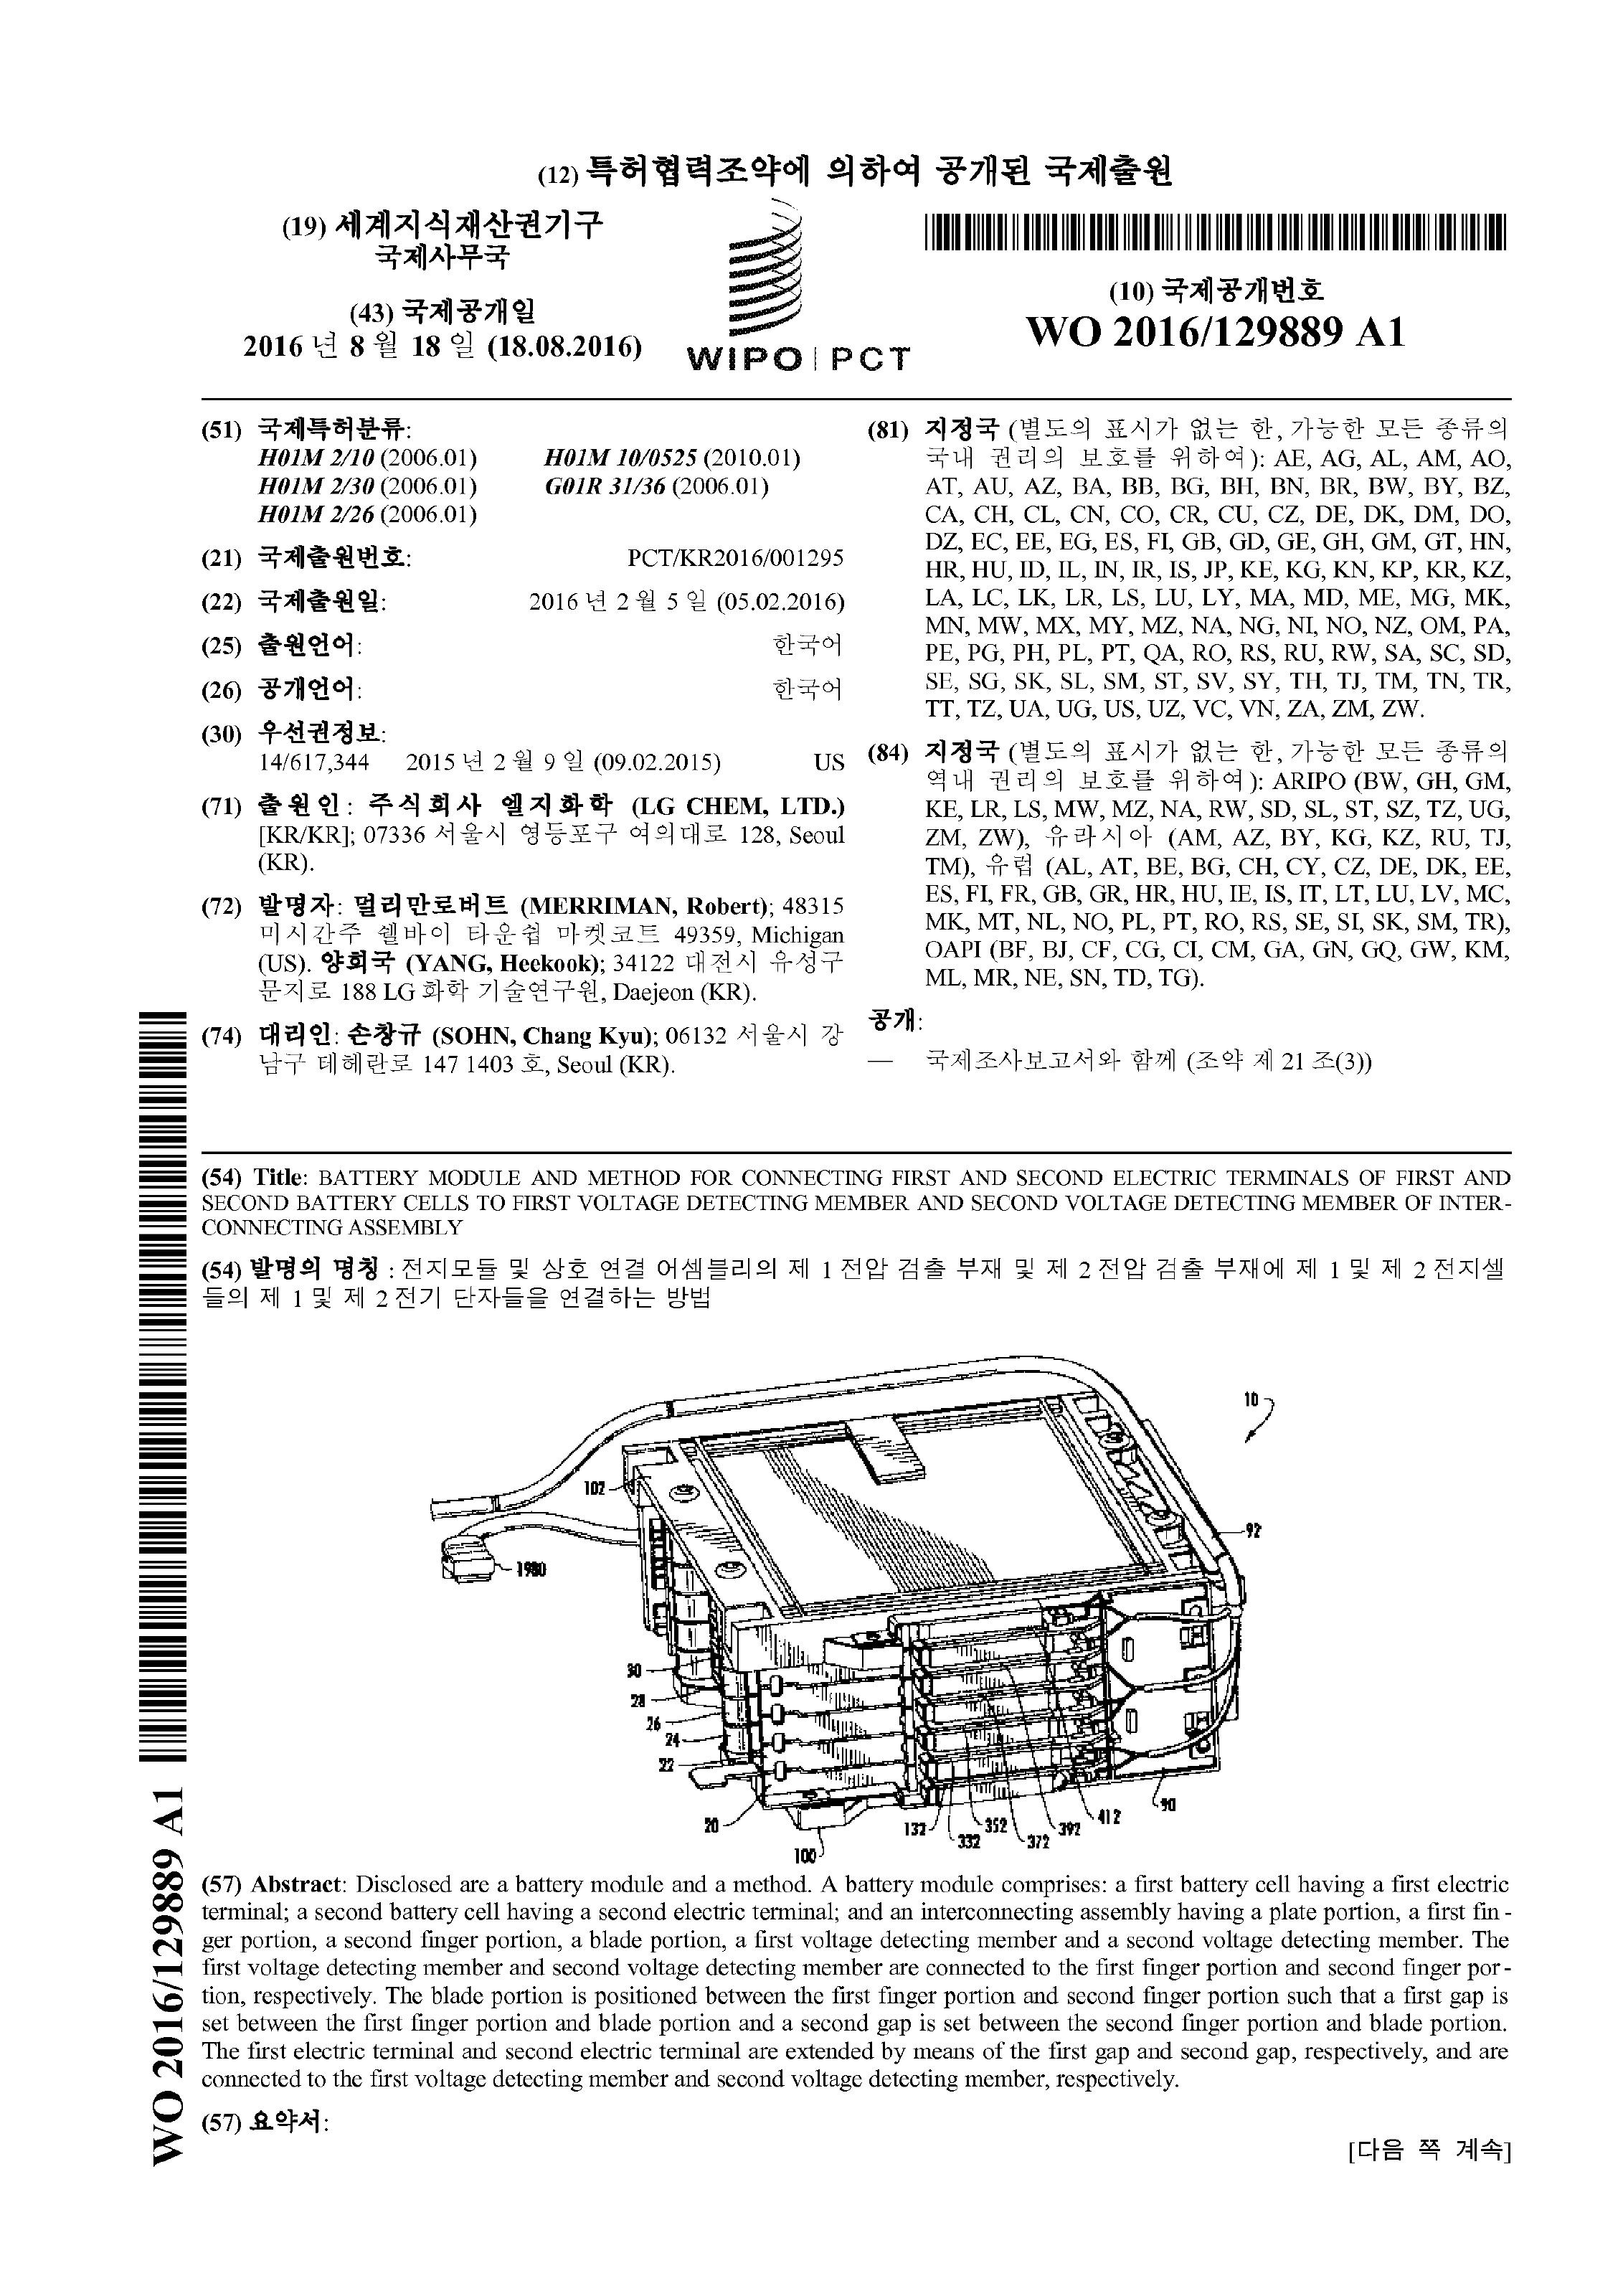 (12) 특허협력조약에 의하여 공개된 국제출원
(19) 세계지식재산권기구
국제사무국
(43) 국제공개일
2016 년 8 월 18 일 (18.08.2016)
WIPO | PCT
(10) 국제공개번호
WO 2016/129889 A1
(51) 국제특허분류:
H01M 2/10 (2006.01) H01M 10/0525 (2010.01)
H01M 2/30 (2006.01) G01R 31/36 (2006.01)
H01M 2/26 (2006.01)
(21) 국제출원번호: PCT/KR2016/001295
(22) 국제출원일: 2016 년 2 월 5 일 (05.02.2016)
(25) 출원언어: 한국어
(26) 공개언어: 한국어
(30) 우선권정보:
14/617,344 2015 년 2 월 9 일 (09.02.2015) US
(71) 출원인: 주식회사 엘지화학 (LG CHEM, LTD.)
[KR/KR]; 07336 서울시 영등포구 여의대로 128, Seoul
(KR).
(72) 발명자: 멀리만로버트 (MERRIMAN, Robert); 48315
미시간주 쉘바이 타운쉽 마켓코트 49359, Michigan
(US). 양희국 (YANG, Heekook); 34122 대전시 유성구
문지로 188 LG 화학 기술연구원, Daejeon (KR).
(74) 대리인: 손창규 (SOHN, Chang Kyu); 06132 서울시 강
남구 테헤란로 147 1403 호, Seoul (KR).
(81) 지정국 (별도의 표시가 없는 한, 가능한 모든 종류의
국내 권리의 보호를 위하여): AE, AG, AL, AM, AO,
AT, AU, AZ, BA, BB, BG, BH, BN, BR, BW, BY, BZ,
CA, CH, CL, CN, CO, CR, CU, CZ, DE, DK, DM, DO,
DZ, EC, EE, EG, ES, FI, GB, GD, GE, GH, GM, GT, HN,
HR, HU, ID, IL, IN, IR, IS, JP, KE, KG, KN, KP, KR, KZ,
LA, LC, LK, LR, LS, LU, LY, MA, MD, ME, MG, MK,
MN, MW, MX, MY, MZ, NA, NG, NI, NO, NZ, OM, PA,
PE, PG, PH, PL, PT, QA, RO, RS, RU, RW, SA, SC, SD,
SE, SG, SK, SL, SM, ST, SV, SY, TH, TJ, TM, TN, TR,
TT, TZ, UA, UG, US, UZ, VC, VN, ZA, ZM, ZW.
(84) 지정국 (별도의 표시가 없는 한, 가능한 모든 종류의
역내 권리의 보호를 위하여): ARIPO (BW, GH, GM,
KE, LR, LS, MW, MZ, NA, RW, SD, SL, ST, SZ, TZ, UG,
ZM, ZW), 유라시아 (AM, AZ, BY, KG, KZ, RU, TJ,
TM), 유럽 (AL, AT, BE, BG, CH, CY, CZ, DE, DK, EE,
ES, FI, FR, GB, GR, HR, HU, IE, IS, IT, LT, LU, LV, MC,
MK, MT, NL, NO, PL, PT, RO, RS, SE, SI, SK, SM, TR),
OAPI (BF, BJ, CF, CG, CI, CM, GA, GN, GQ, GW, KM,
ML, MR, NE, SN, TD, TG).
공개:
— 국제조사보고서와 함께 (조약 제 21 조(3))
(54) Title: BATTERY MODULE AND METHOD FOR CONNECTING FIRST AND SECOND ELECTRIC TERMINALS OF FIRST AND
SECOND BATTERY CELLS TO FIRST VOLTAGE DETECTING MEMBER AND SECOND VOLTAGE DETECTING MEMBER OF INTER-
CONNECTING ASSEMBLY
(54) 발명의 명칭 : 전지모듈 및 상호 연결 어셈블리의 제 1 전압 검출 부재 및 제 2 전압 검출 부재에 제 1 및 제 2 전지셀
들의 제 1 및 제 2 전기 단자들을 연결하는 방법
10
102
92
1980
30
28
26
24
22
20
100
132
332
352
372
392
412
90
(57) Abstract: Disclosed are a battery module and a method. A battery module comprises: a first battery cell having a first electric
terminal; a second battery cell having a second electric terminal; and an interconnecting assembly having a plate portion, a first fin-
ger portion, a second finger portion, a blade portion, a first voltage detecting member and a second voltage detecting member. The
first voltage detecting member and second voltage detecting member are connected to the first finger portion and second finger por-
tion, respectively. The blade portion is positioned between the first finger portion and second finger portion such that a first gap is
set between the first finger portion and blade portion and a second gap is set between the second finger portion and blade portion.
The first electric terminal and second electric terminal are extended by means of the first gap and second gap, respectively, and are
connected to the first voltage detecting member and second voltage detecting member, respectively.
(57) 요약서:
[다음 쪽 계속]
WO 2016/129889 A1